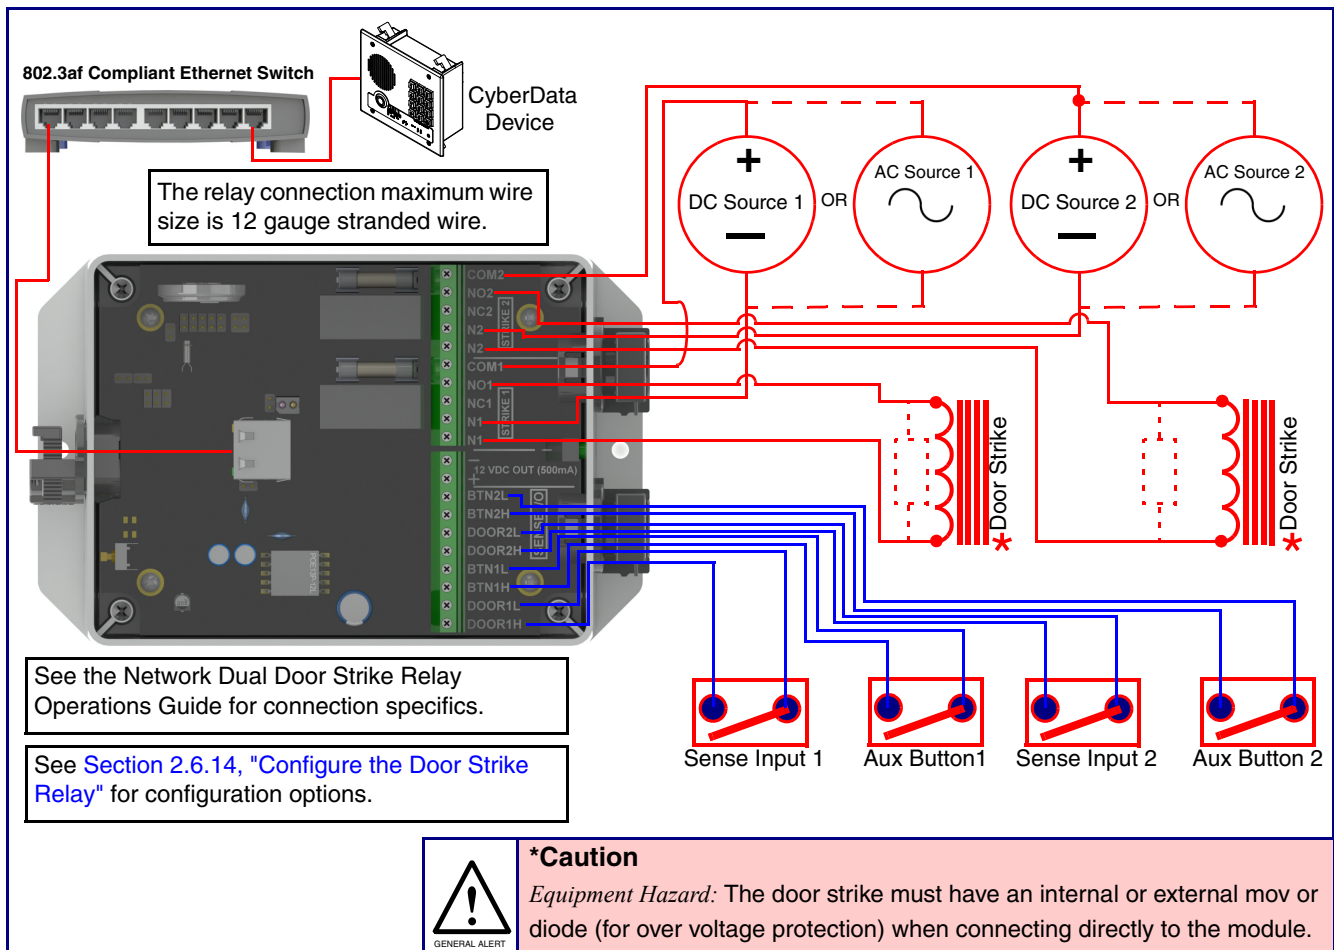 802.3af Compliant Ethernet Switch
CyberData
Device
The relay connection maximum wire
size is 12 gauge stranded wire.
+
DC Source 1
—
OR
AC Source 1
+
DC Source 2
—
OR
AC Source 2
COM2
NO2
NC2
N2
N2
STRIKE 2
COM1
NO1
NC1
N1
N1
STRIKE 1
−
12 VDC OUT (500mA)
+
BTN2L
BTN2H
DOOR2L
DOOR2H
BTN1L
BTN1H
DOOR1L
DOOR1H
SENSE I/O
POE13P-12L
*Door Strike
*Door Strike
Sense Input 1
Aux Button1
Sense Input 2
Aux Button 2
See the Network Dual Door Strike Relay
Operations Guide for connection specifics.
See Section 2.6.14, "Configure the Door Strike
Relay" for configuration options.
!
GENERAL ALERT
*Caution
Equipment Hazard: The door strike must have an internal or external mov or
diode (for over voltage protection) when connecting directly to the module.